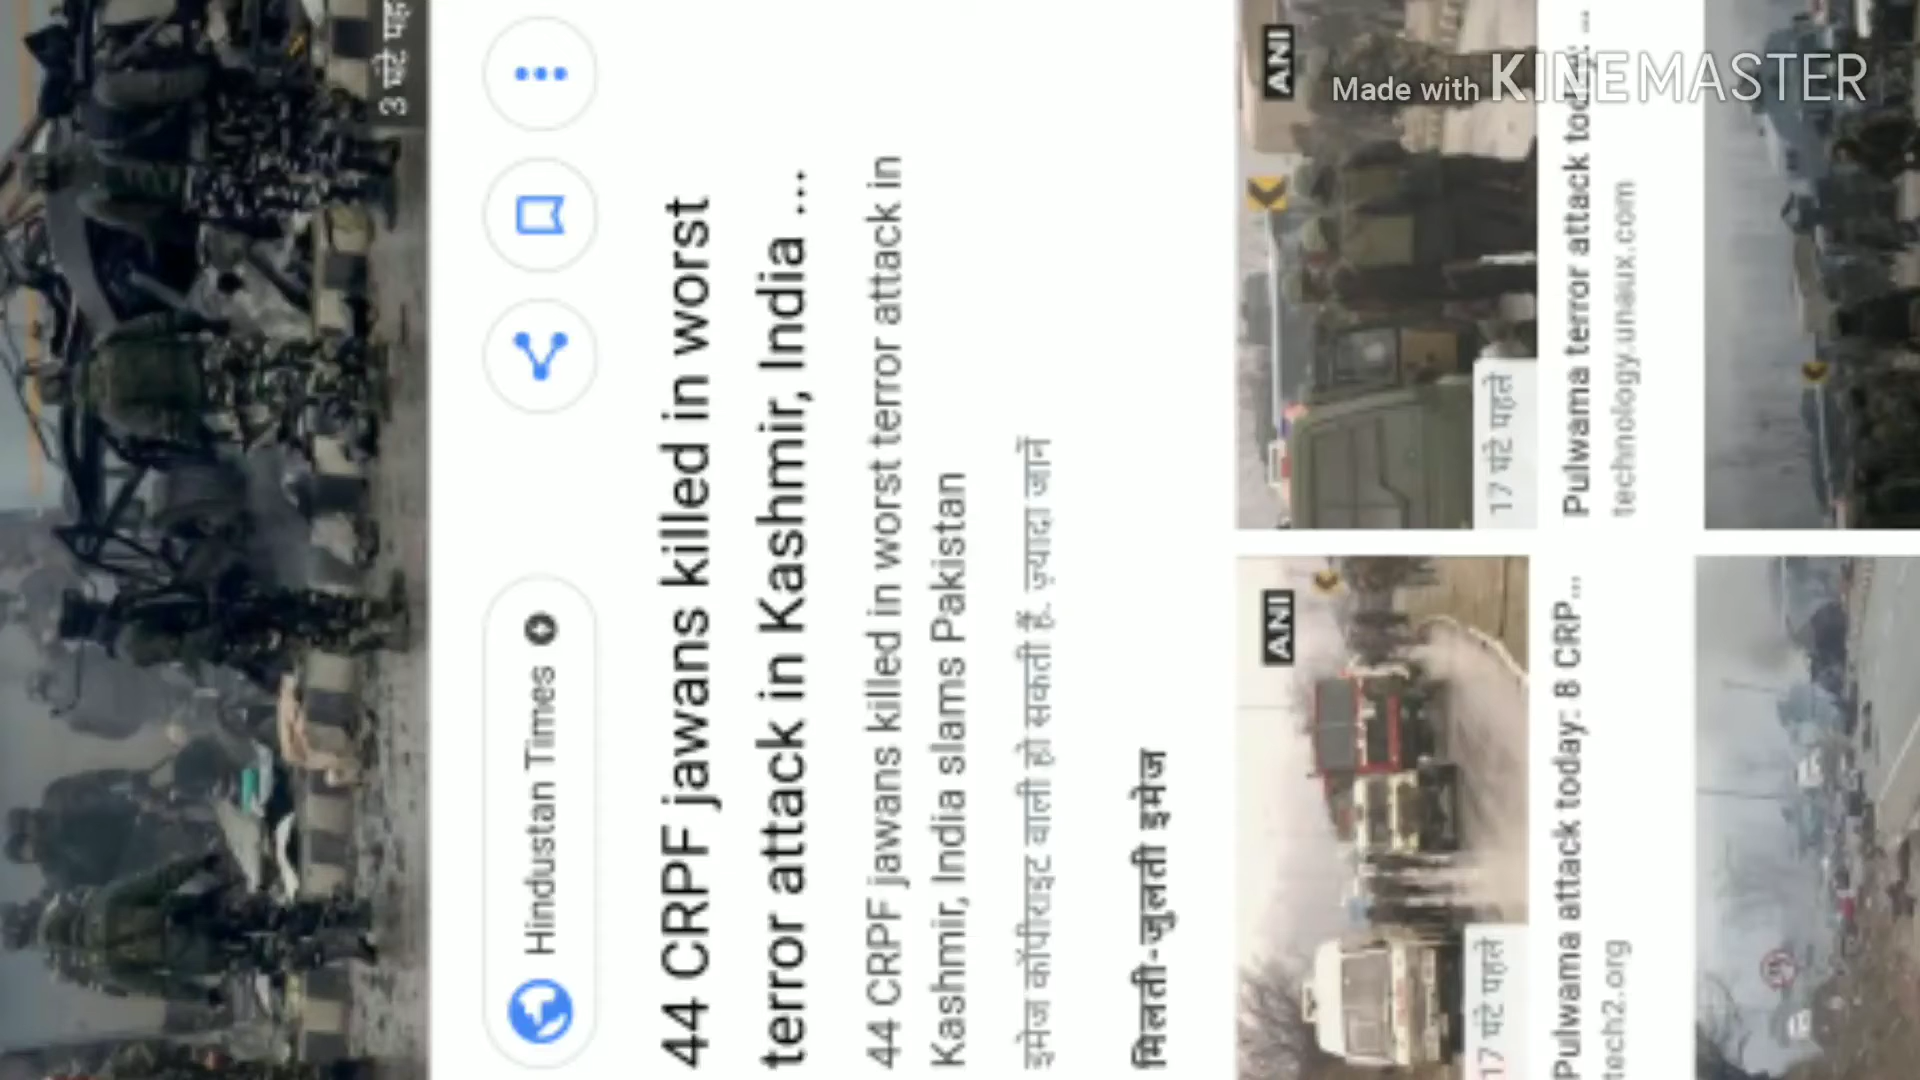 Made with KINEMASTER
3 घंटे पह
Hindustan Times
44 CRPF jawans killed in worst
terror attack in Kashmir, India ...
44 CRPF jawans killed in worst terror attack in
Kashmir, India slams Pakistan
इमेज कॉपीराइट वाली हो सकती हैं. ज़्यादा जानें
मिलती-जुलती इमेज
ANI
17 घंटे पहले
Pulwama attack today: 8 CRP...
tech2.org
ANI
17 घंटे पहले
Pulwama terror attack today: ...
technology.unaux.com